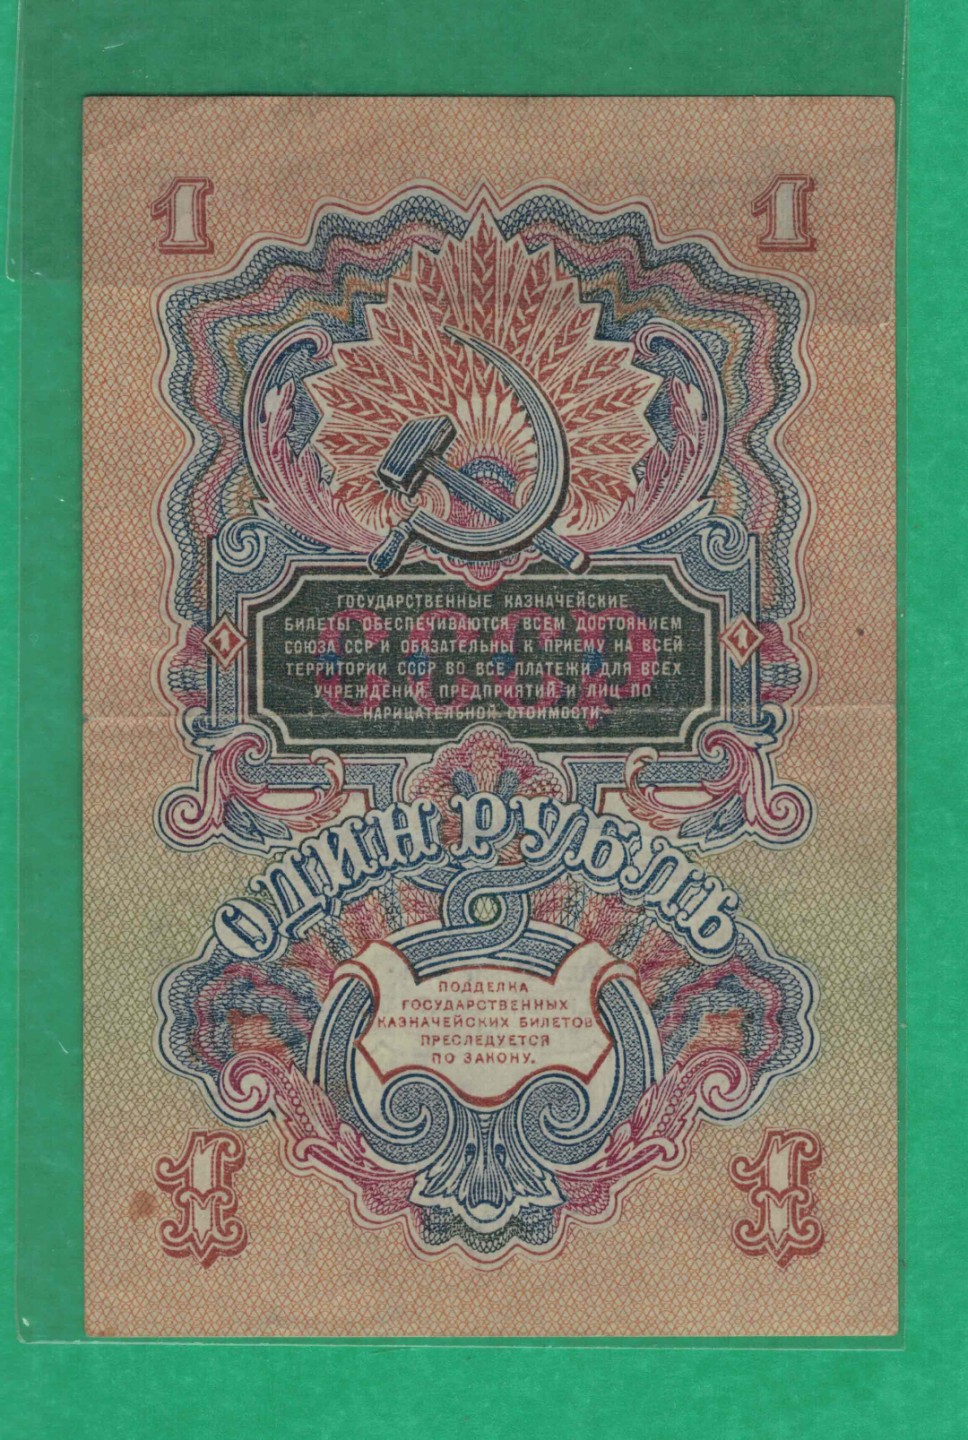 1 1
ГОСУДАРСТВЕННЫЕ КАЗНАЧЕЙСКИЕ
БИЛЕТЫ ОБЕСПЕЧИВАЮТСЯ ВСЕМ ДОСТОЯНИЕМ
1 СОЮЗА ССР И ОБЯЗАТЕЛЬНЫ К ПРИЕМУ НА ВСЕЙ 1
ТЕРРИТОРИИ СССР ВО ВСЕ ПЛАТЕЖИ ДЛЯ ВСЕХ
УЧРЕЖДЕНИЙ, ПРЕДПРИЯТИЙ И ЛИЦ ПО
НАРИЦАТЕЛЬНОЙ СТОИМОСТИ.
СССР
ОДИН РУБЛЬ
ПОДДЕЛКА
ГОСУДАРСТВЕННЫХ
КАЗНАЧЕЙСКИХ БИЛЕТОВ
ПРЕСЛЕДУЕТСЯ
ПО ЗАКОНУ.
1 1